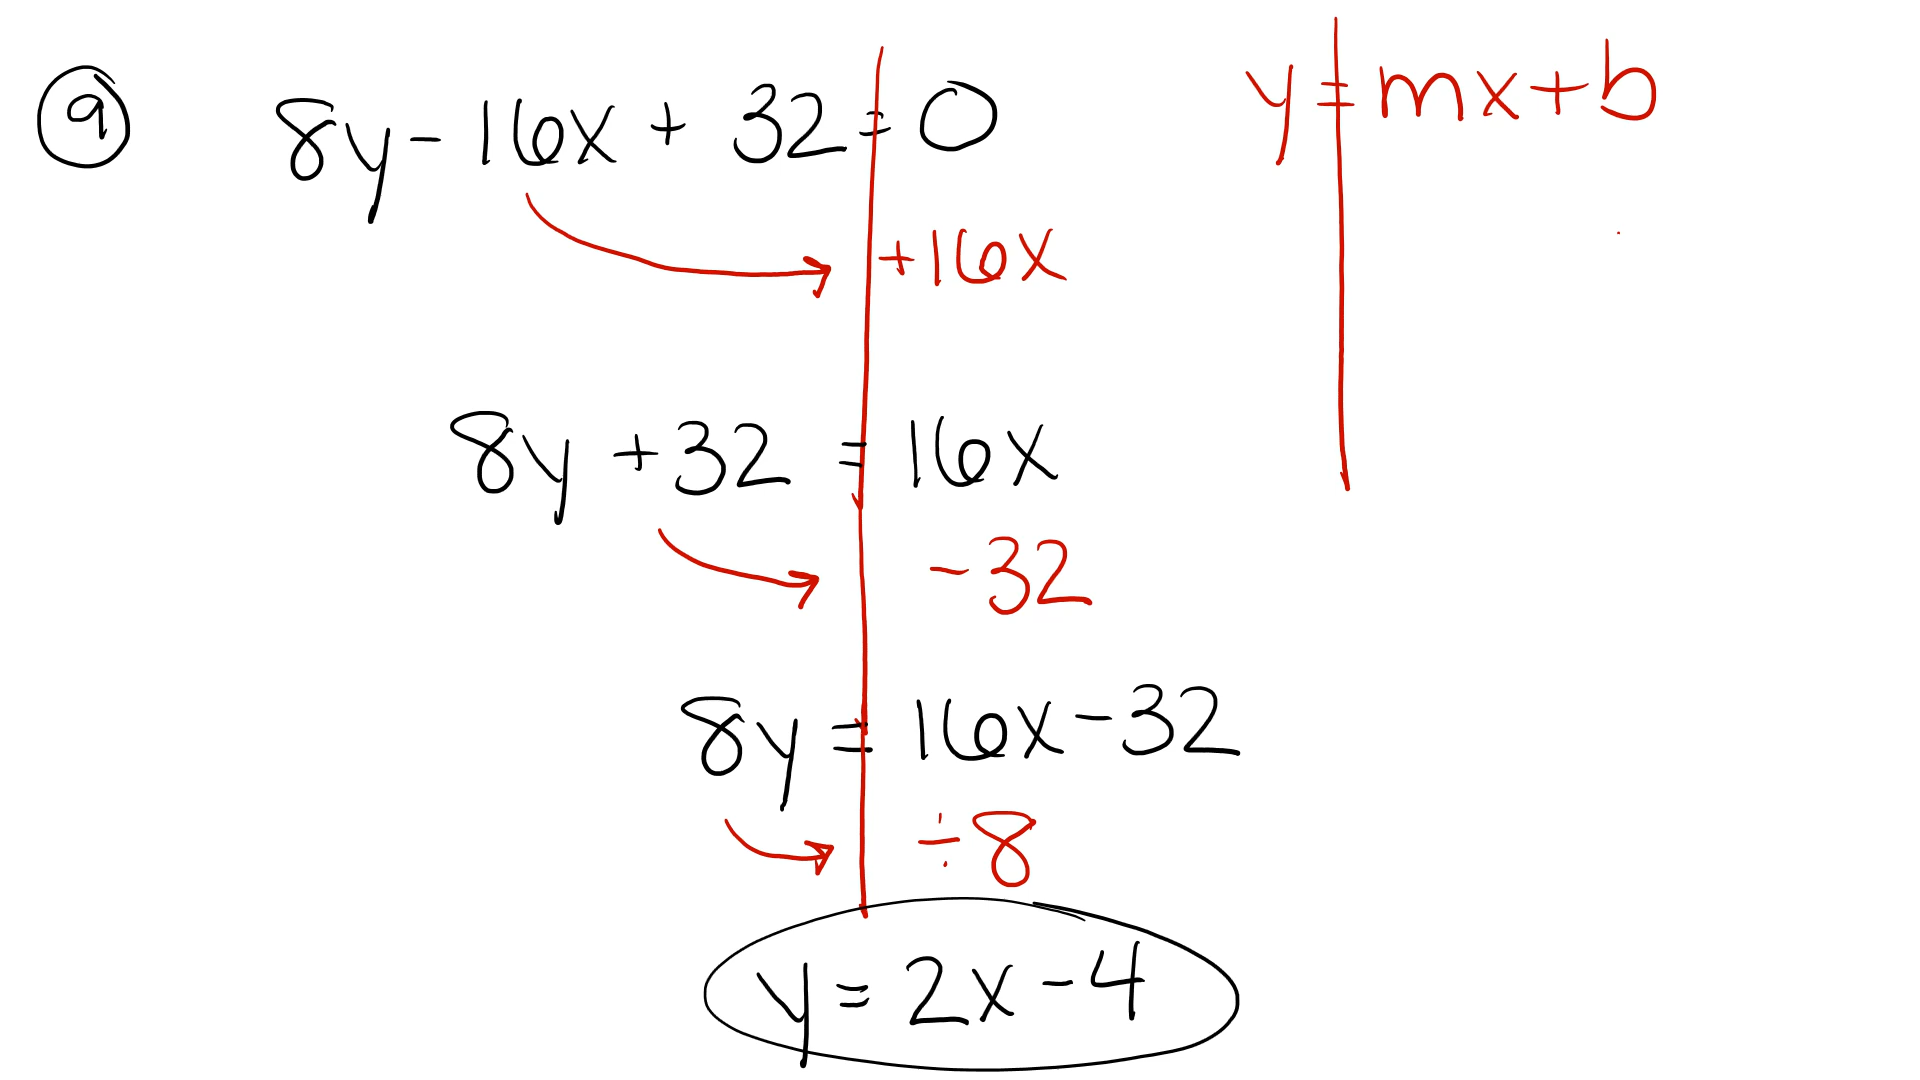 9
8y - 16x + 32 = 0
y = mx + b
+16x
8y + 32 = 16x
-32
8y = 16x - 32
÷8
y = 2x - 4